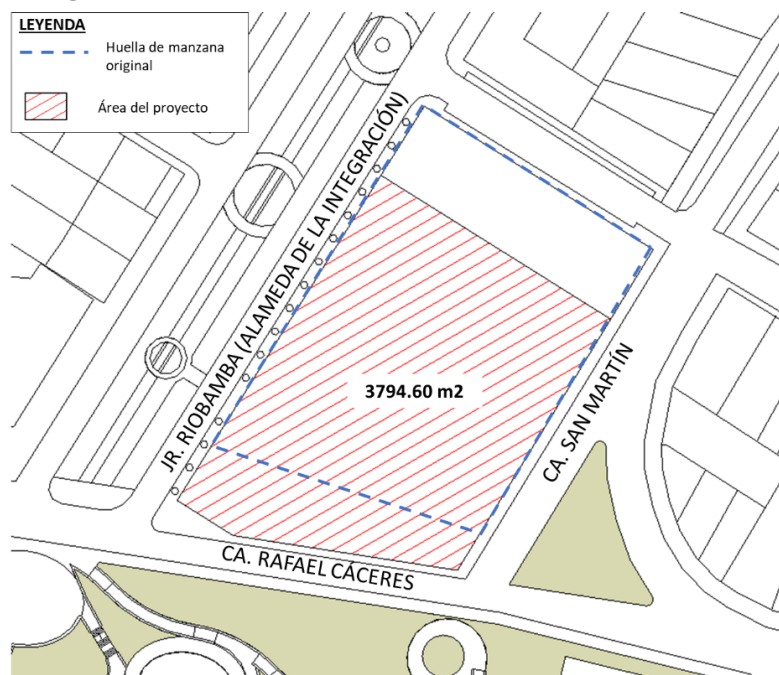 LEYENDA
Huella de manzana
original
Área del proyecto
JR. RIOBAMBA (ALAMEDA DE LA INTEGRACIÓN)
3794.60 m2
CA. SAN MARTÍN
CA. RAFAEL CÁCERES